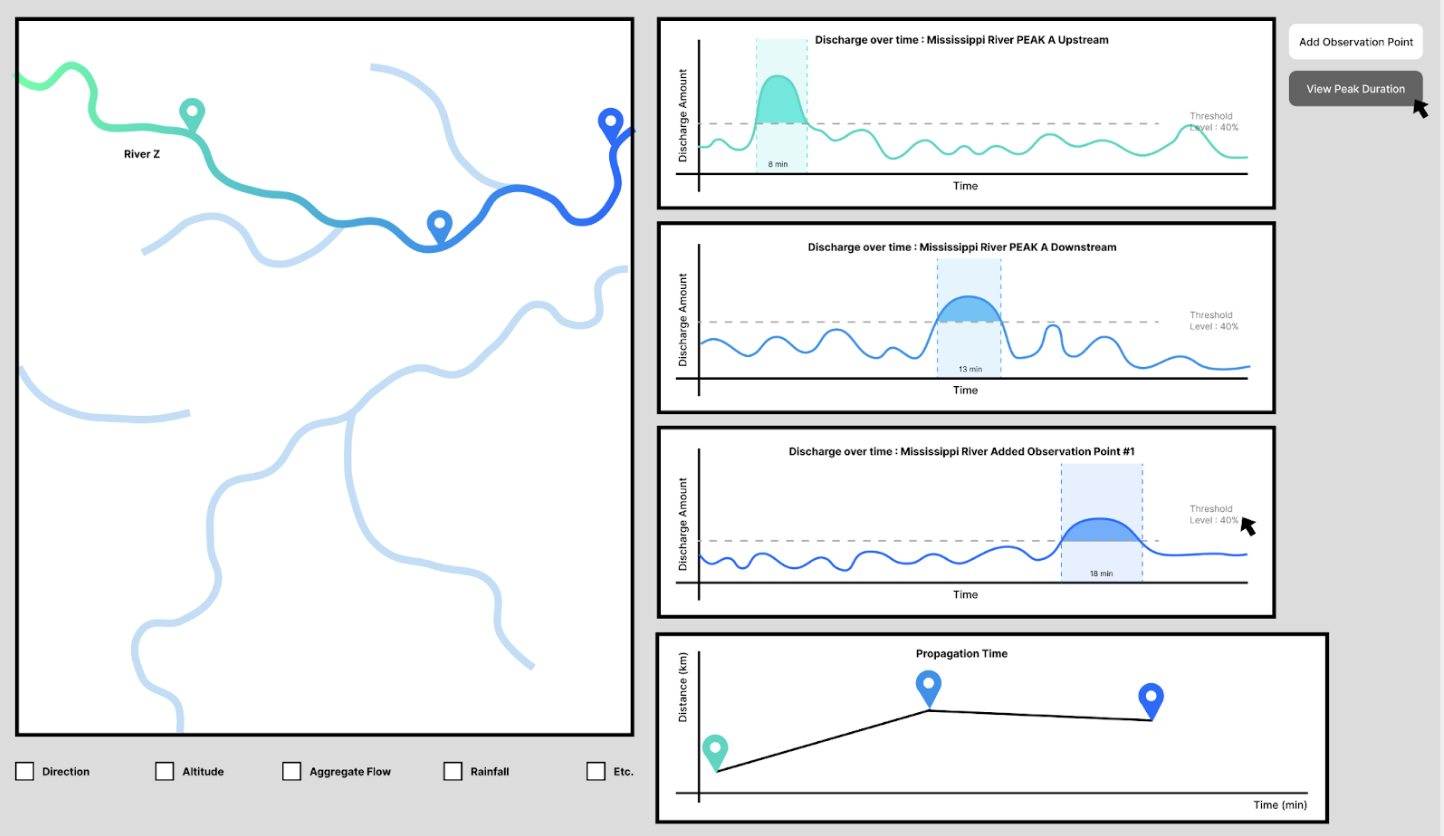 River Z
Direction
Altitude
Aggregate Flow
Rainfall
Etc.
Discharge over time : Mississippi River PEAK A Upstream
Discharge Amount
Threshold
Level : 40%
8 min
Time
Discharge over time : Mississippi River PEAK A Downstream
Discharge Amount
Threshold
Level : 40%
13 min
Time
Discharge over time : Mississippi River Added Observation Point #1
Discharge Amount
Threshold
Level : 40%
18 min
Time
Propagation Time
Distance (km)
Time (min)
Add Observation Point
View Peak Duration